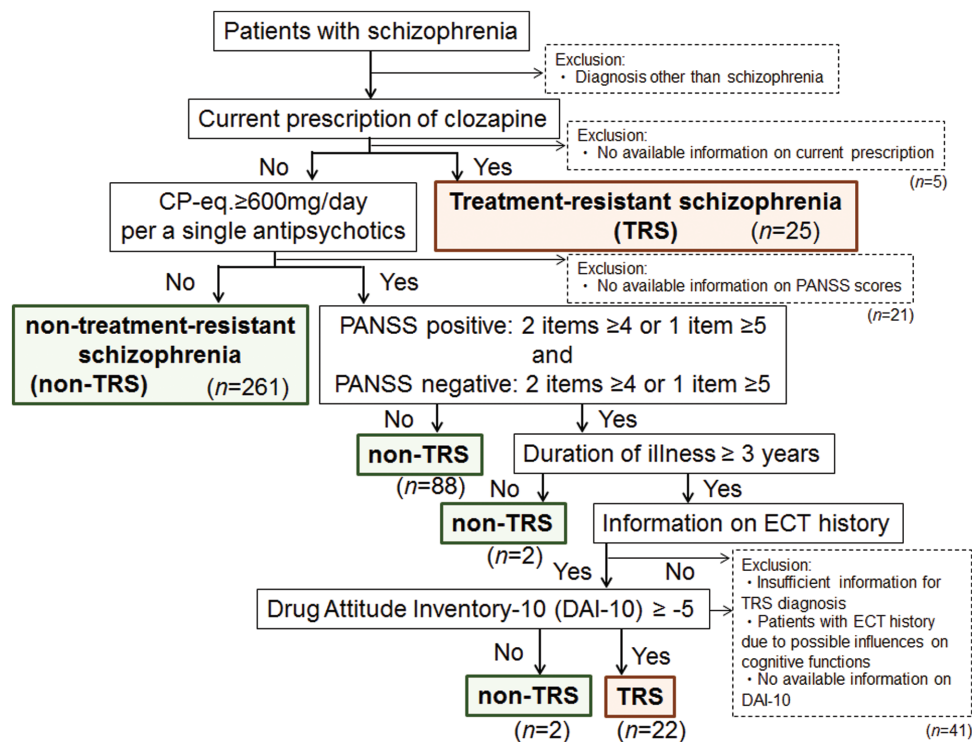 Patients with schizophrenia
Exclusion:
・ Diagnosis other than schizophrenia
Current prescription of clozapine
Exclusion:
・ No available information on current prescription
(n=5)
No
Yes
CP-eq.≥600mg/day
per a single antipsychotics
Treatment-resistant schizophrenia
(TRS) (n=25)
Exclusion:
・ No available information on PANSS scores
(n=21)
No
Yes
non-treatment-resistant
schizophrenia
(non-TRS) (n=261)
PANSS positive: 2 items ≥4 or 1 item ≥5
and
PANSS negative: 2 items ≥4 or 1 item ≥5
No
Yes
non-TRS
(n=88)
Duration of illness ≥ 3 years
No
Yes
non-TRS
(n=2)
Information on ECT history
Yes
No
Exclusion:
・ Insufficient information for
TRS diagnosis
・ Patients with ECT history
due to possible influences on
cognitive functions
・ No available information on
DAI-10
(n=41)
Drug Attitude Inventory-10 (DAI-10) ≥ -5
No
Yes
non-TRS
(n=2)
TRS
(n=22)